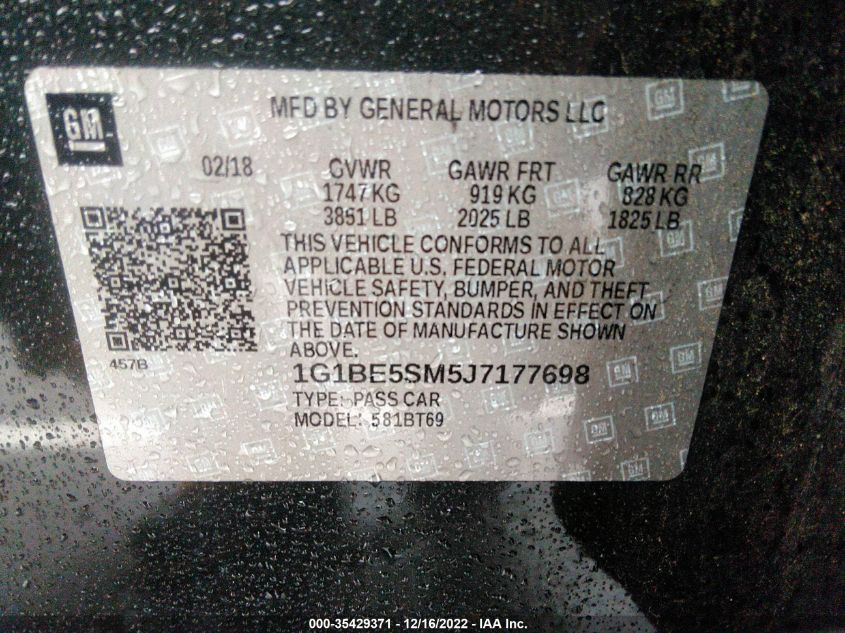 GM
MFD BY GENERAL MOTORS LLC
02/18 GVWR GAWR FRT GAWR RR
1747 KG 919 KG 828 KG
3851 LB 2025 LB 1825 LB
THIS VEHICLE CONFORMS TO ALL
APPLICABLE U.S. FEDERAL MOTOR
VEHICLE SAFETY, BUMPER, AND THEFT
PREVENTION STANDARDS IN EFFECT ON
THE DATE OF MANUFACTURE SHOWN
ABOVE.
457B
1G1BE5SM5J7177698
TYPE: PASS CAR
MODEL: 581BT69
000-35429371 - 12/16/2022 - IAA Inc.